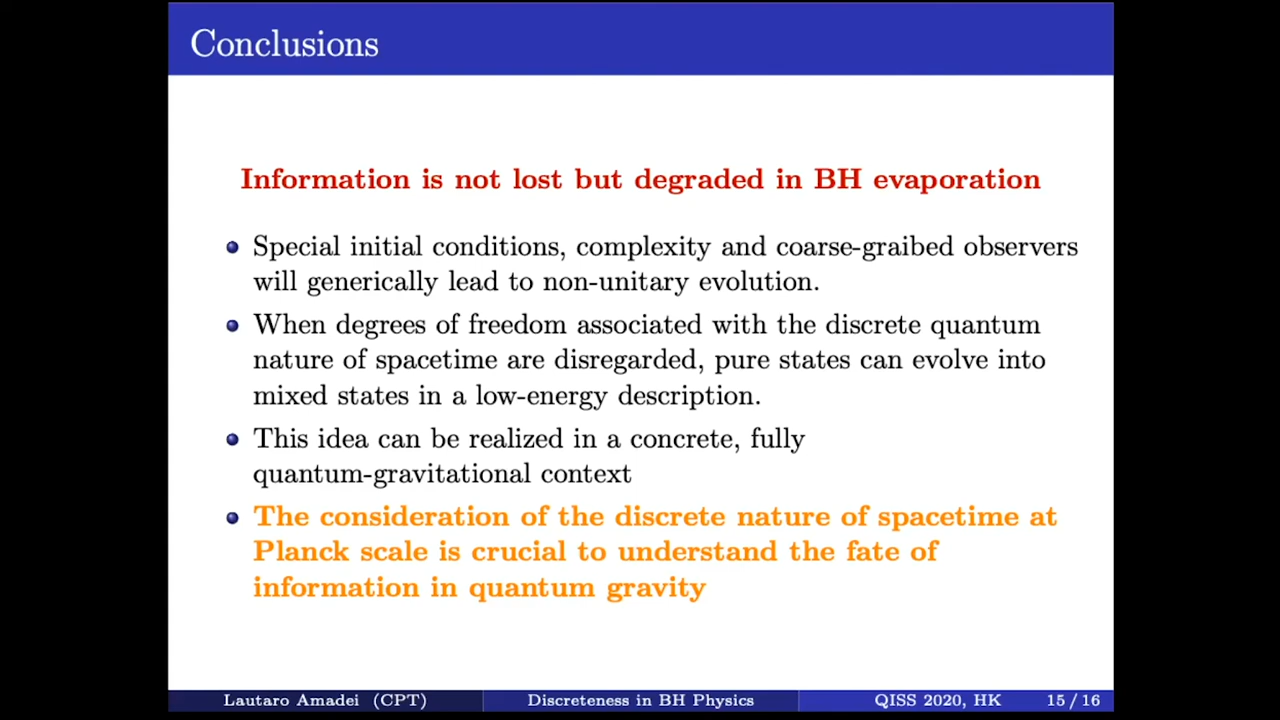 Conclusions
Information is not lost but degraded in BH evaporation
Special initial conditions, complexity and coarse-graibed observers
will generically lead to non-unitary evolution.
When degrees of freedom associated with the discrete quantum
nature of spacetime are disregarded, pure states can evolve into
mixed states in a low-energy description.
This idea can be realized in a concrete, fully
quantum-gravitational context
The consideration of the discrete nature of spacetime at
Planck scale is crucial to understand the fate of
information in quantum gravity
Lautaro Amadei (CPT) Discreteness in BH Physics QISS 2020, HK 15 / 16